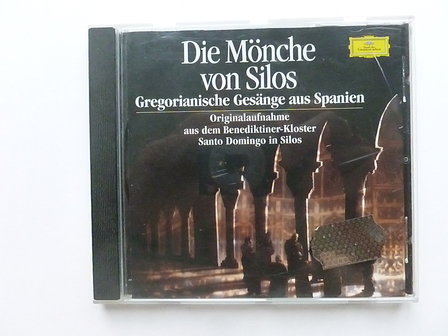 Die Mönche
von Silos
Gregorianische Gesänge aus Spanien
Originalaufnahme
aus dem Benediktiner-Kloster
Santo Domingo in Silos